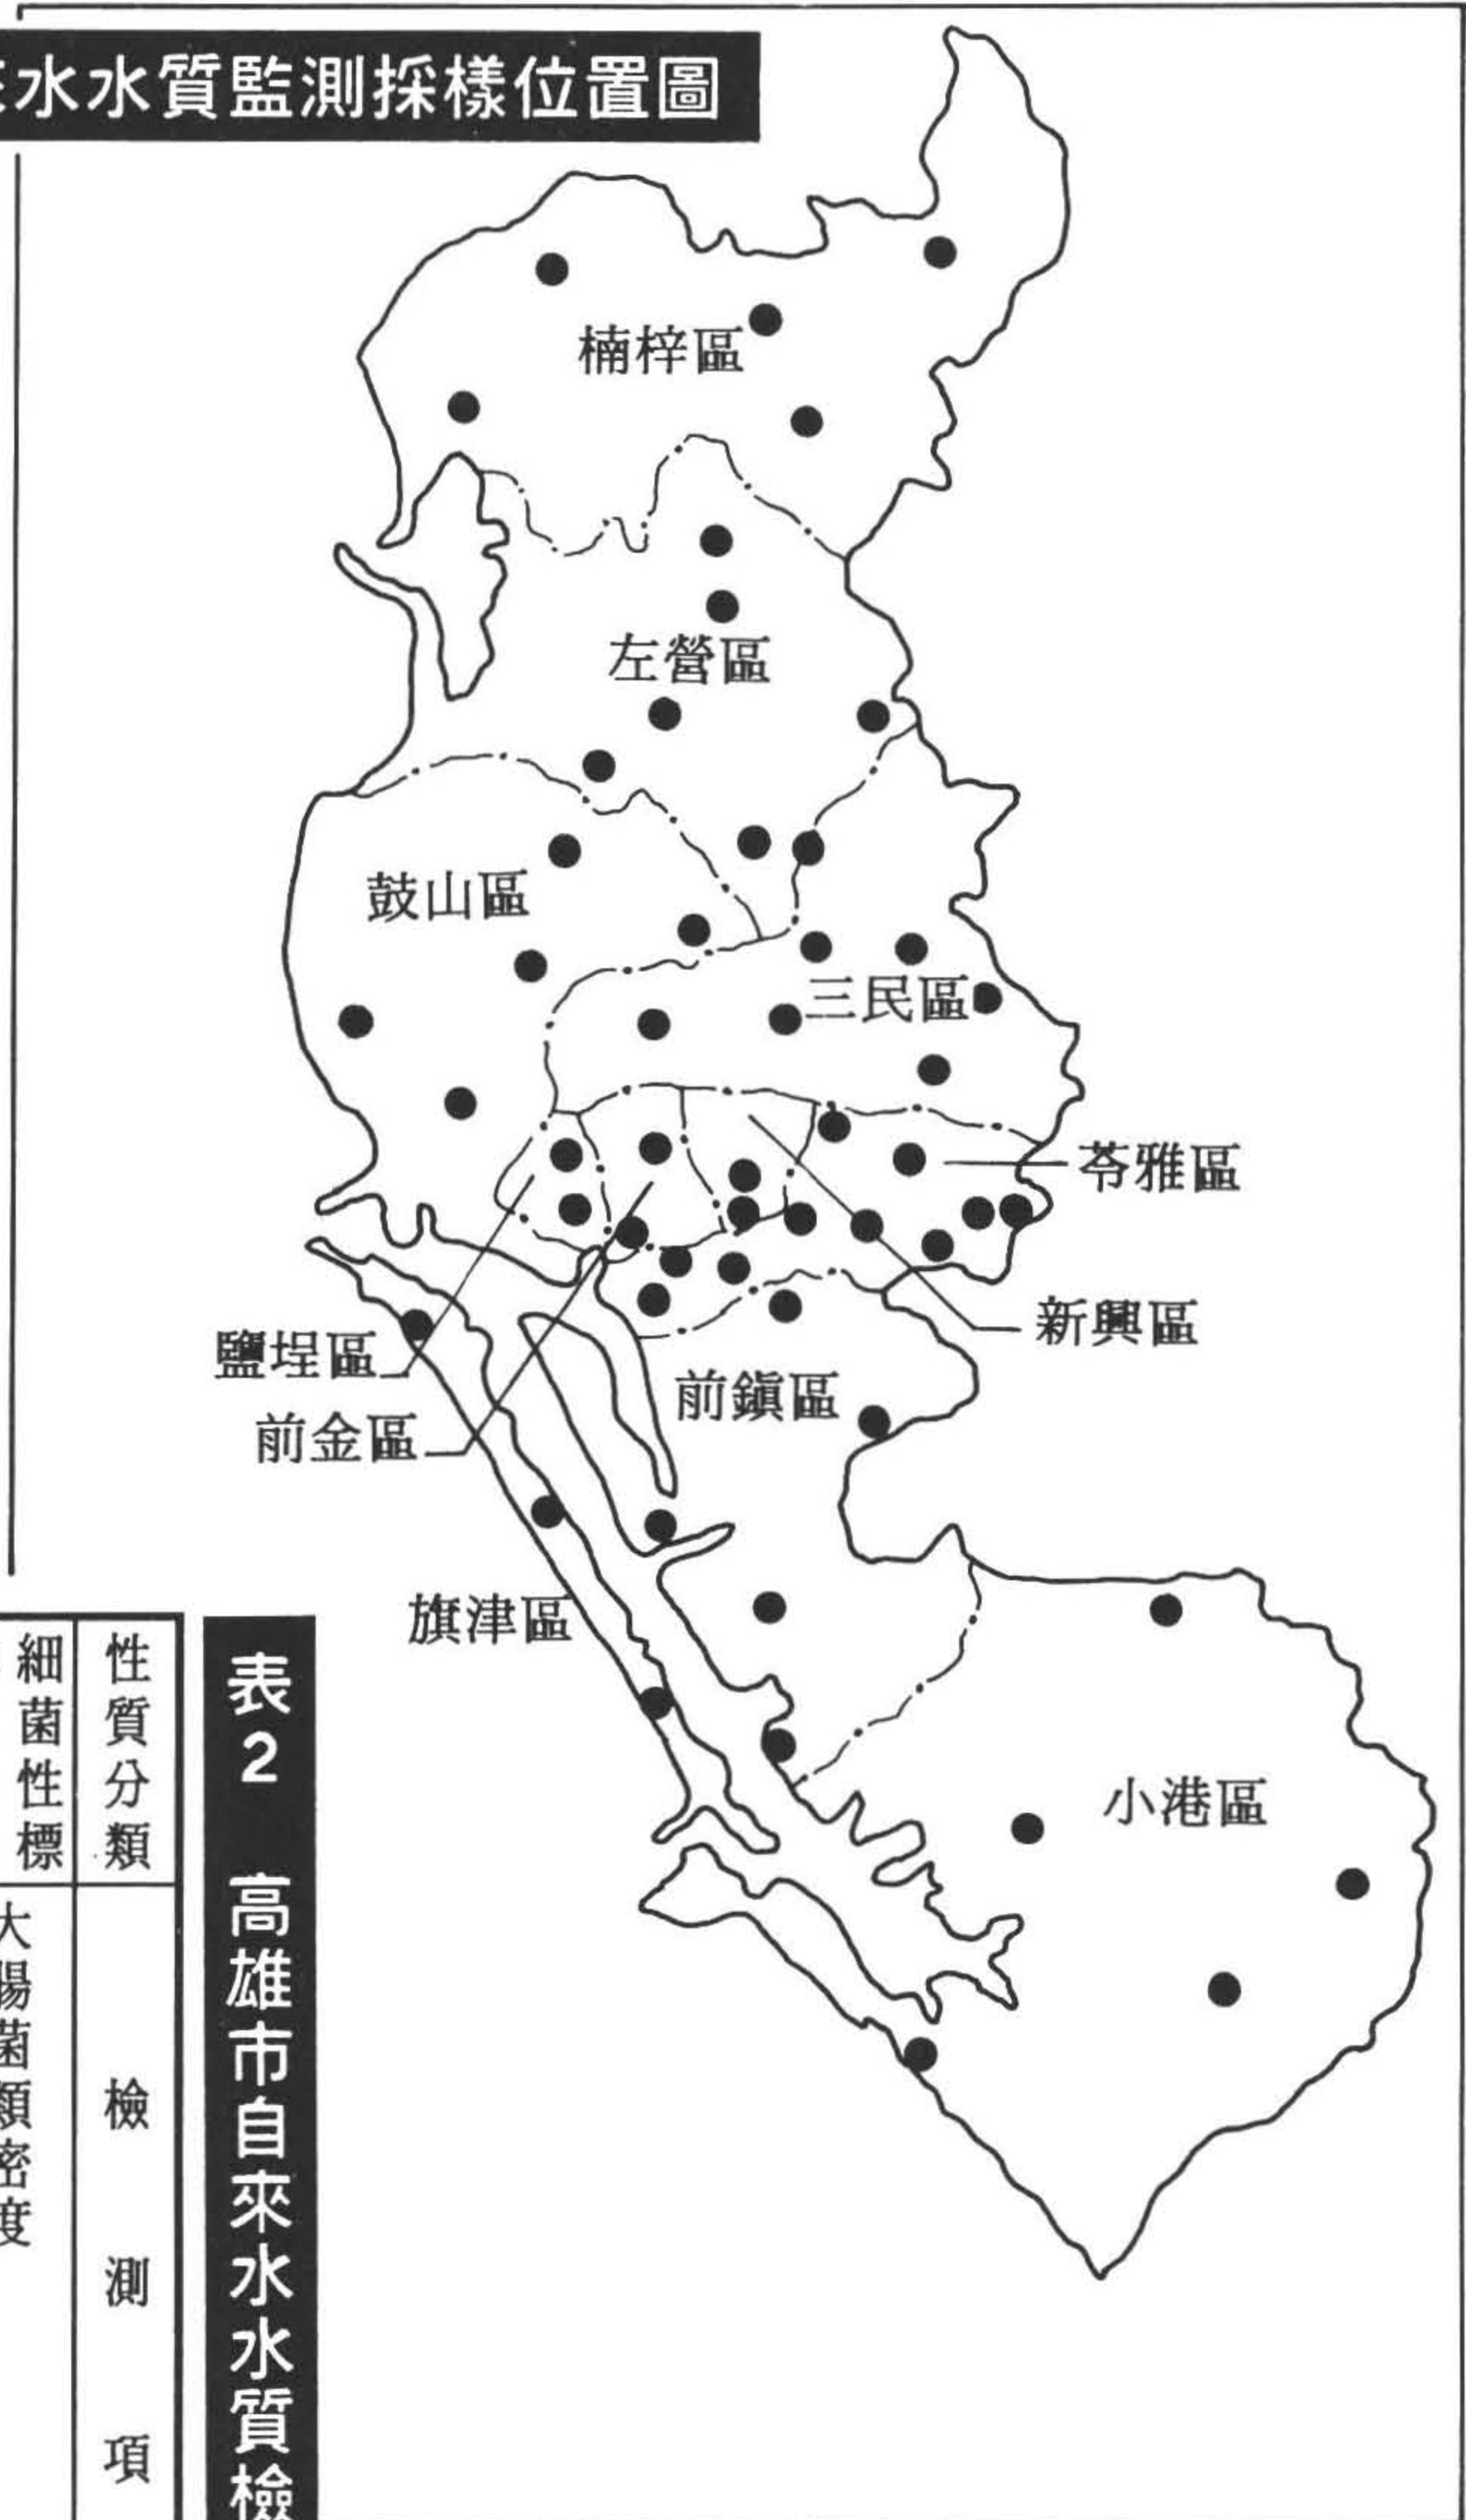 水水質監測採樣位置圖
楠梓區
左營區
鼓山區
三民區
苓雅區
新興區
鹽埕區
前金區
前鎮區
旗津區
小港區
表2 高雄市自來水水質檢
性質分類
檢測項
細菌性標
大腸菌類密度